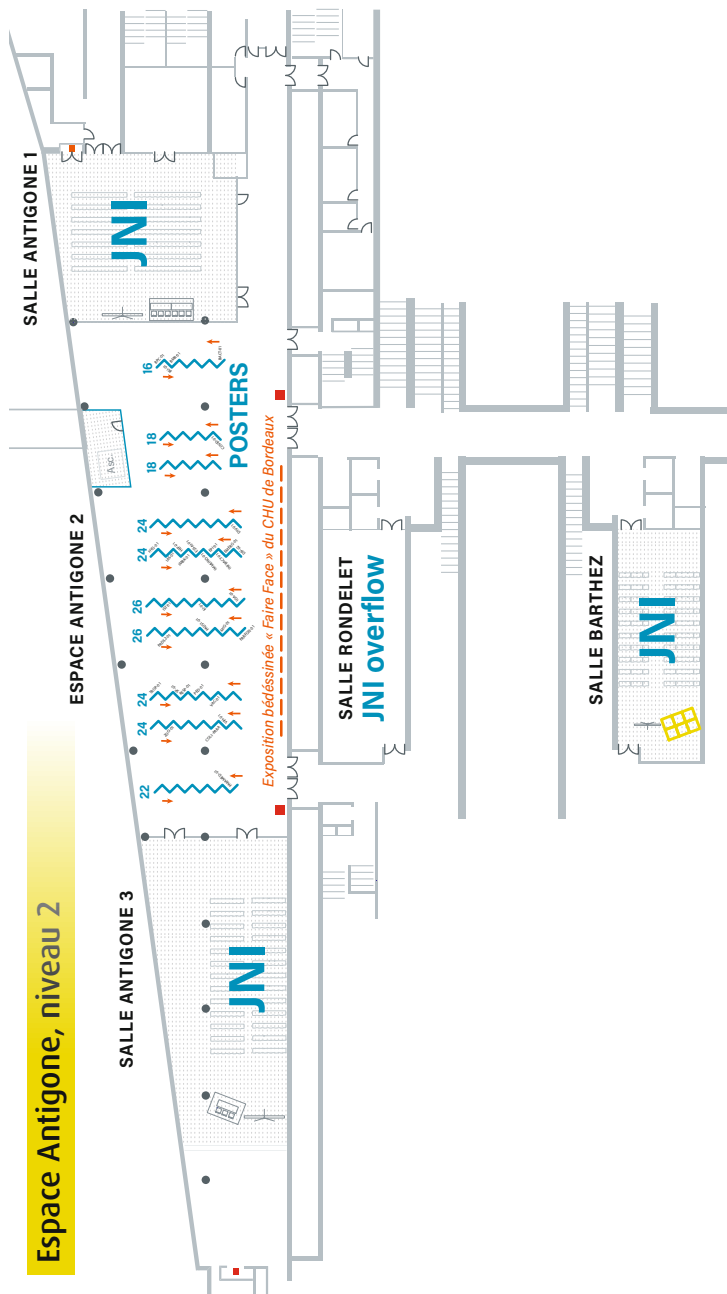 Espace Antigone, niveau 2
SALLE ANTIGONE 3
JNI
ESPACE ANTIGONE 2
22
24
24
26
26
24
24
18
18
16
POSTERS
Asc.
Exposition bédéssinée « Faire Face » du CHU de Bordeaux
SALLE ANTIGONE 1
JNI
SALLE RONDELET
JNI overflow
SALLE BARTHEZ
JNI